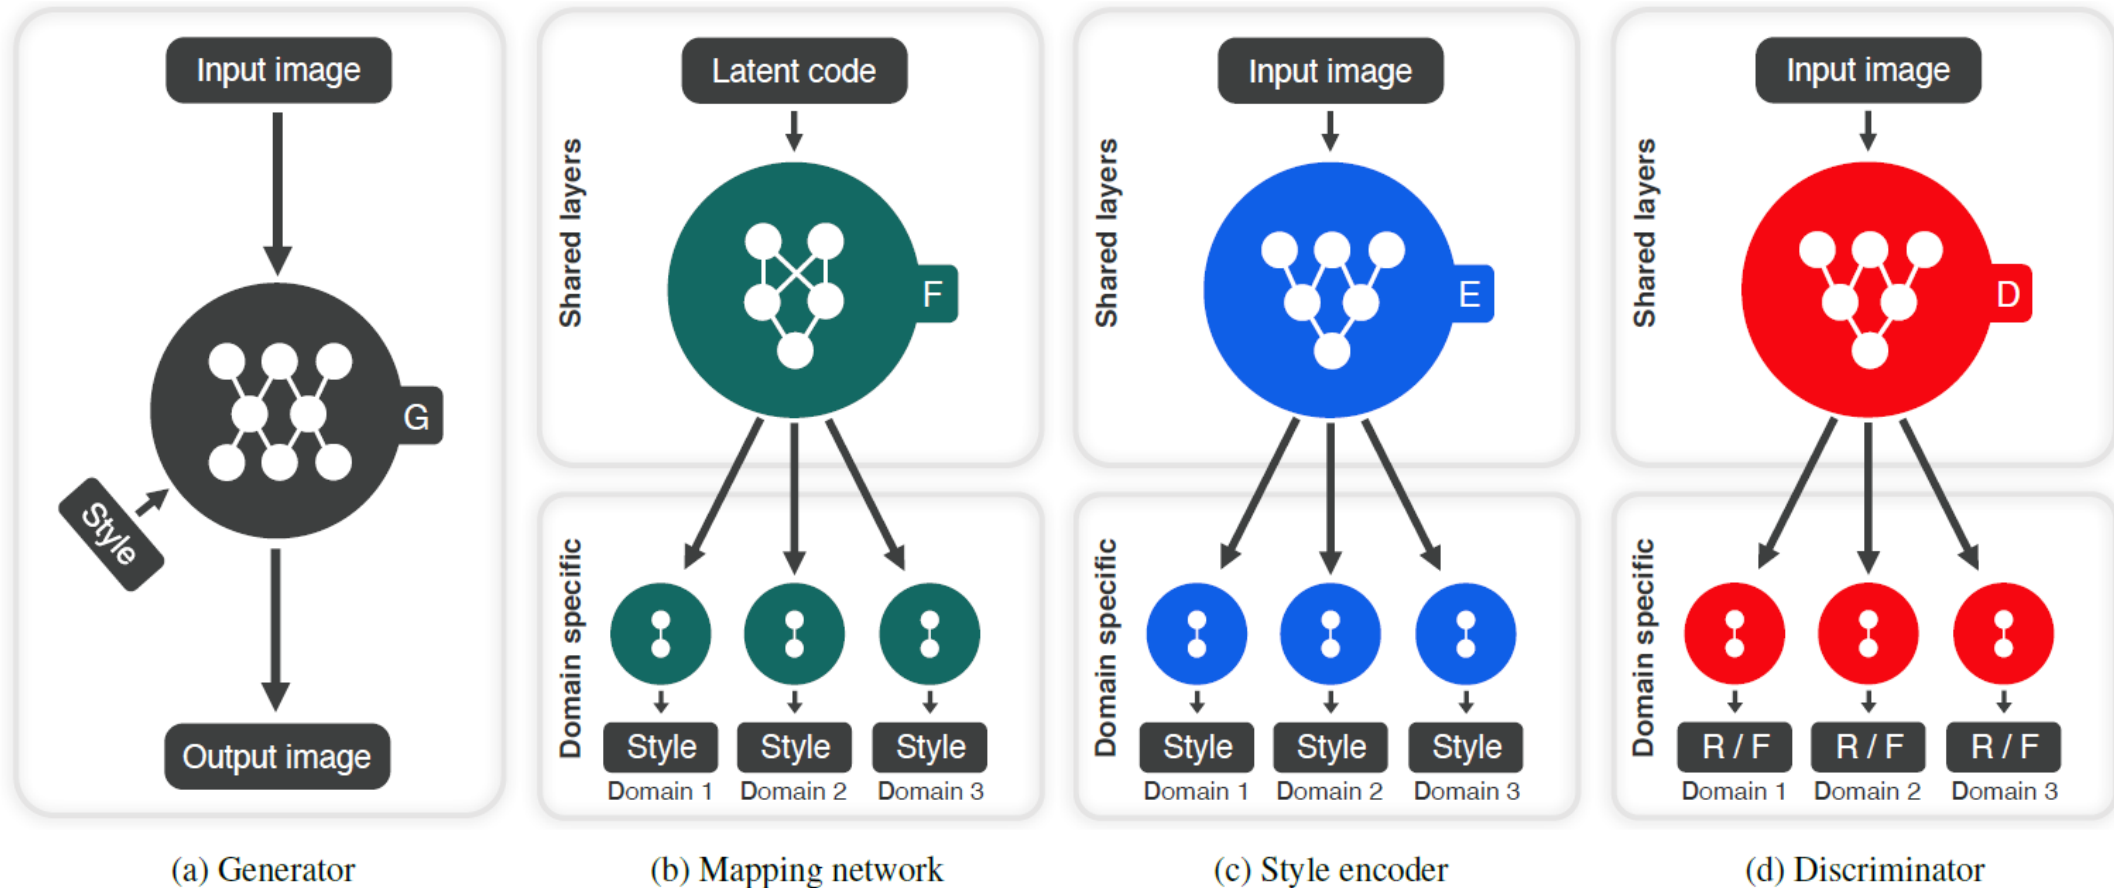 Input image
G
Style
Output image
(a) Generator
Shared layers
Latent code
F
Domain specific
Style Style Style
Domain 1 Domain 2 Domain 3
(b) Mapping network
Shared layers
Input image
E
Domain specific
Style Style Style
Domain 1 Domain 2 Domain 3
(c) Style encoder
Shared layers
Input image
D
Domain specific
R / F R / F R / F
Domain 1 Domain 2 Domain 3
(d) Discriminator